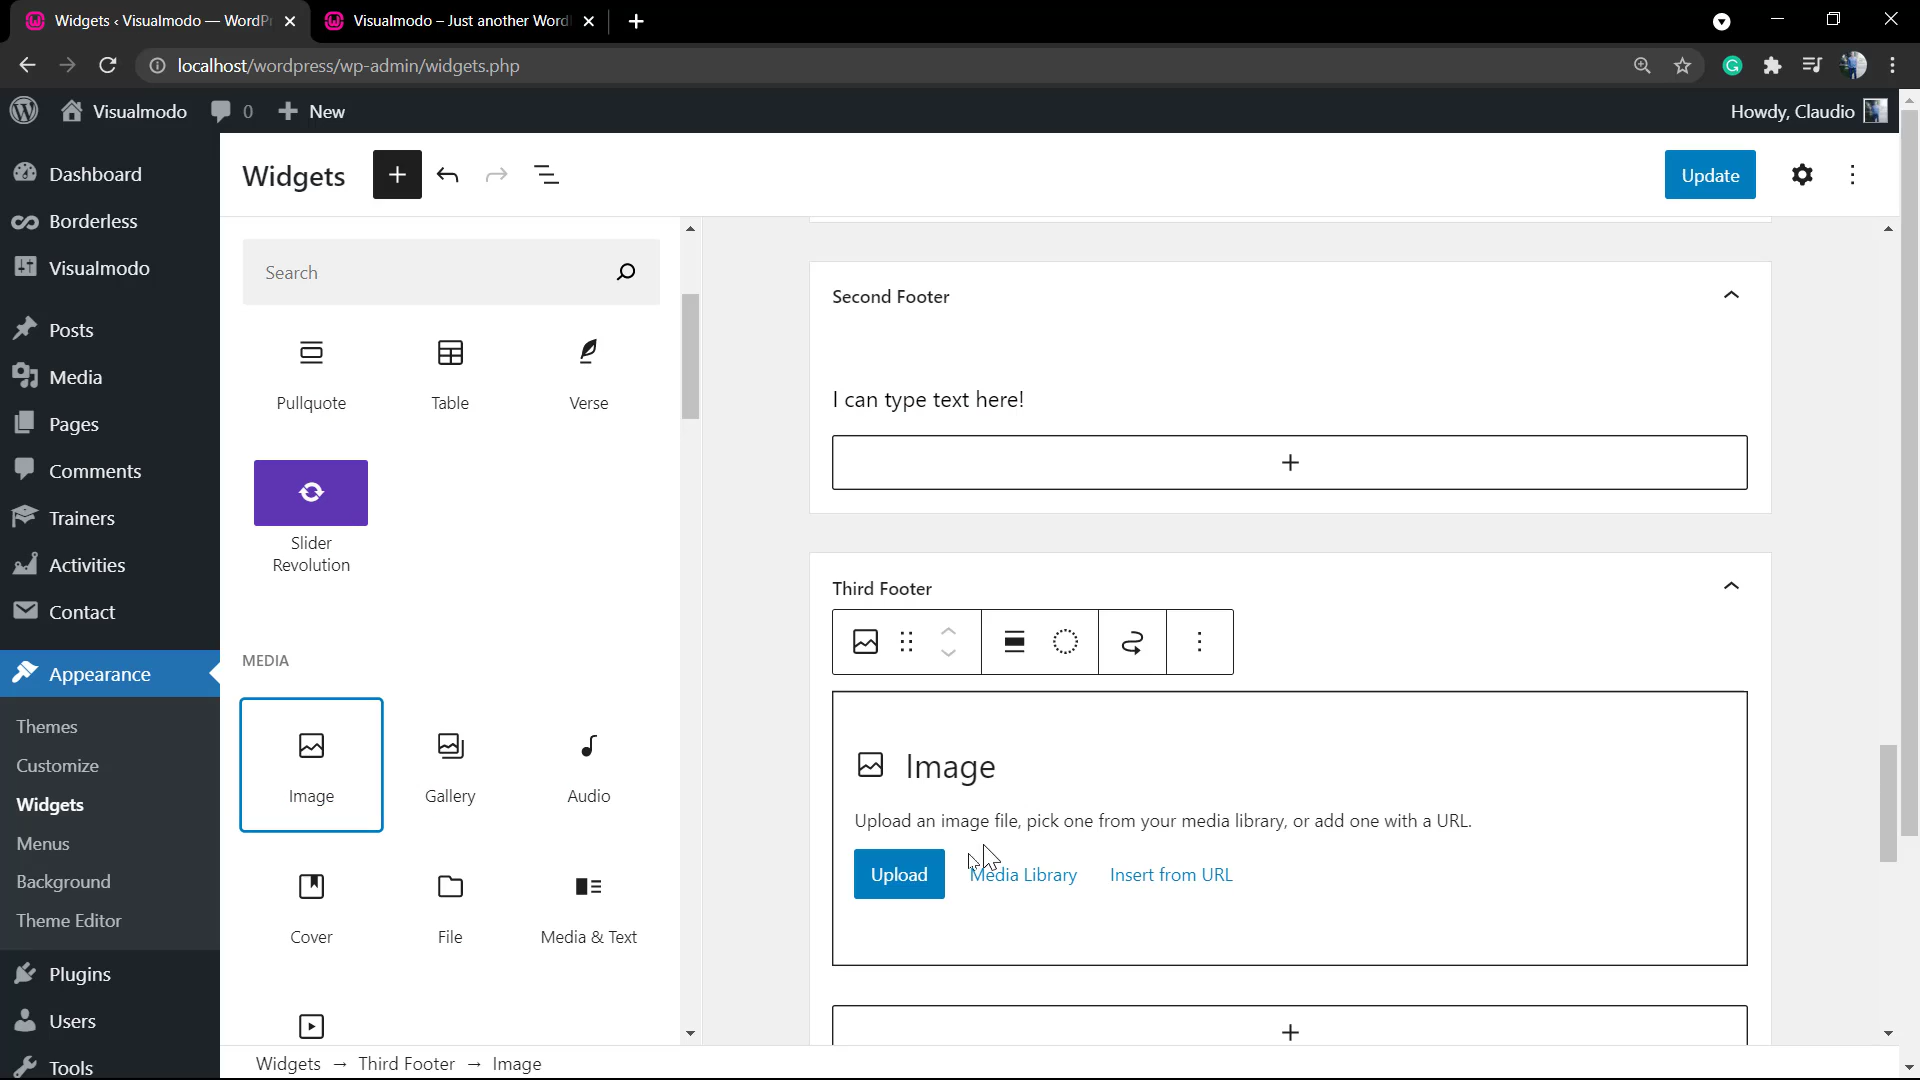 Widgets ‹ Visualmodo — WordPr
Visualmodo – Just another Word
localhost/wordpress/wp-admin/widgets.php
Visualmodo
0
New
Howdy, Claudio
Dashboard
Borderless
Visualmodo
Posts
Media
Pages
Comments
Trainers
Activities
Contact
Appearance
Themes
Customize
Widgets
Menus
Background
Theme Editor
Plugins
Users
Tools
Widgets
Update
Search
Pullquote
Table
Verse
Slider
Revolution
MEDIA
Image
Gallery
Audio
Cover
File
Media & Text
Second Footer
I can type text here!
Third Footer
Image
Upload an image file, pick one from your media library, or add one with a URL.
Upload
Media Library
Insert from URL
Widgets → Third Footer → Image